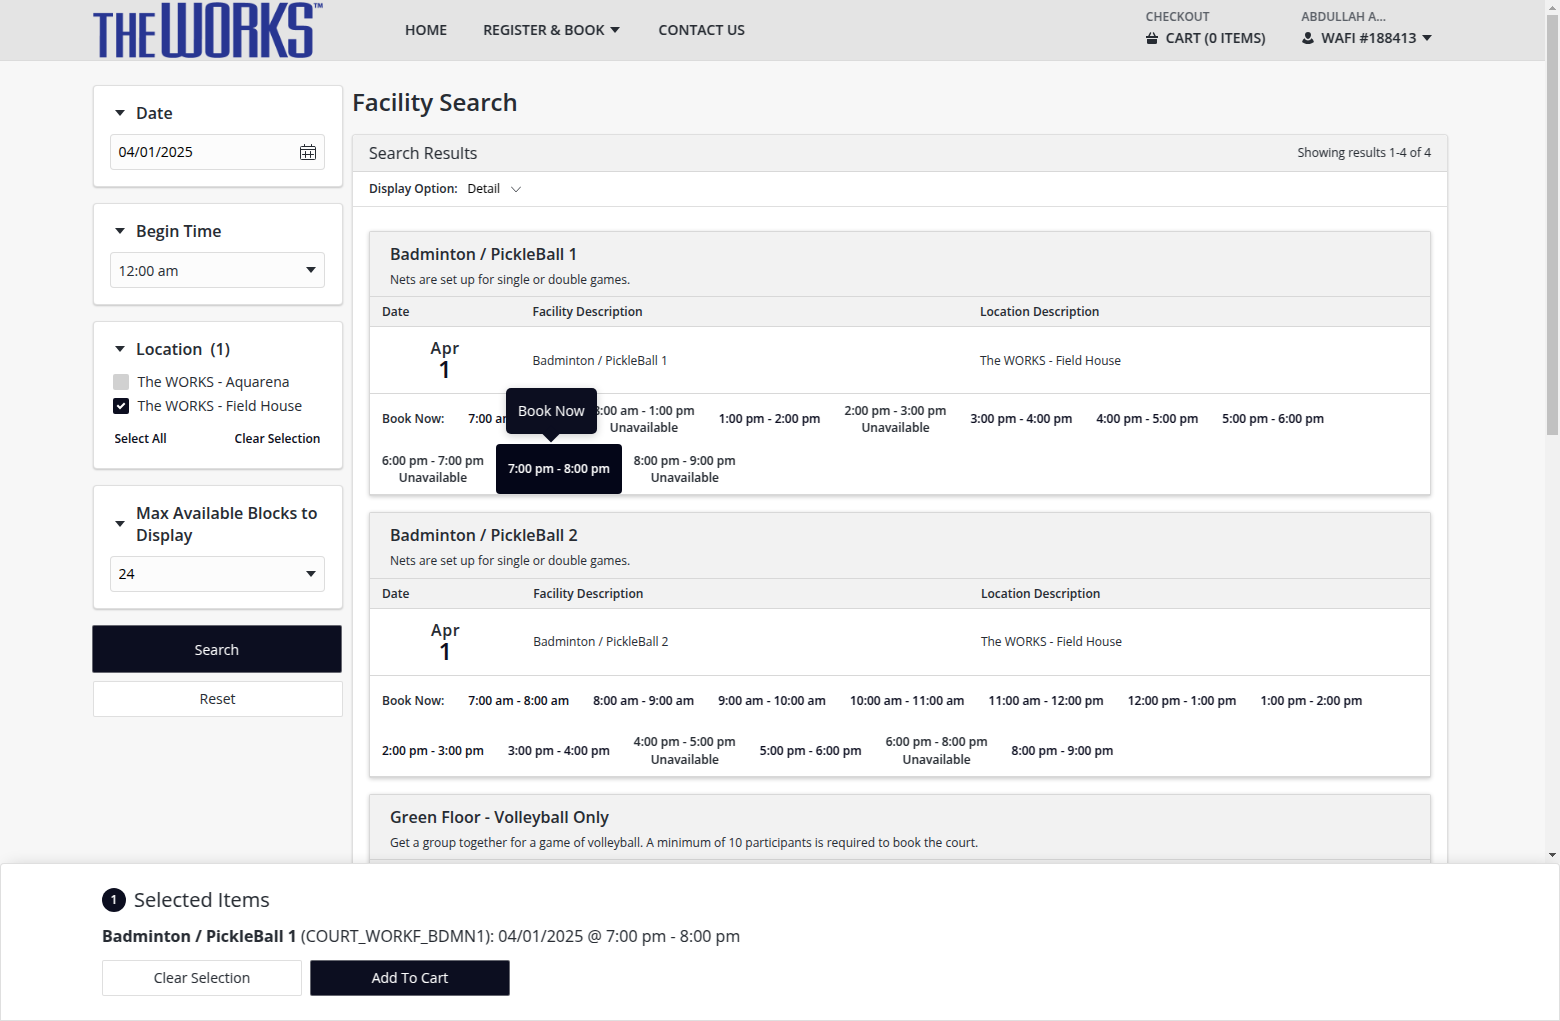 THE WORKS™
HOME
REGISTER & BOOK
CONTACT US
CHECKOUT
CART (0 ITEMS)
ABDULLAH A...
WAFI #188413
Date
04/01/2025
Begin Time
12:00 am
Location (1)
The WORKS - Aquarena
The WORKS - Field House
Select All Clear Selection
Max Available Blocks to
Display
24
Search
Reset
Facility Search
Search Results Showing results 1-4 of 4
Display Option: Detail
Badminton / PickleBall 1
Nets are set up for single or double games.
Date Facility Description Location Description
Apr
1
Badminton / PickleBall 1 The WORKS - Field House
Book Now
Book Now: 7:00 :00 am - 1:00 pm 1:00 pm - 2:00 pm 2:00 pm - 3:00 pm 3:00 pm - 4:00 pm 4:00 pm - 5:00 pm 5:00 pm - 6:00 pm
Unavailable Unavailable
6:00 pm - 7:00 pm 7:00 pm - 8:00 pm 8:00 pm - 9:00 pm
Unavailable Unavailable
Badminton / PickleBall 2
Nets are set up for single or double games.
Date Facility Description Location Description
Apr
1
Badminton / PickleBall 2 The WORKS - Field House
Book Now: 7:00 am - 8:00 am 8:00 am - 9:00 am 9:00 am - 10:00 am 10:00 am - 11:00 am 11:00 am - 12:00 pm 12:00 pm - 1:00 pm 1:00 pm - 2:00 pm
2:00 pm - 3:00 pm 3:00 pm - 4:00 pm 4:00 pm - 5:00 pm 5:00 pm - 6:00 pm 6:00 pm - 8:00 pm 8:00 pm - 9:00 pm
Unavailable Unavailable
Green Floor - Volleyball Only
Get a group together for a game of volleyball. A minimum of 10 participants is required to book the court.
1 Selected Items
Badminton / PickleBall 1 (COURT_WORKF_BDMN1): 04/01/2025 @ 7:00 pm - 8:00 pm
Clear Selection Add To Cart